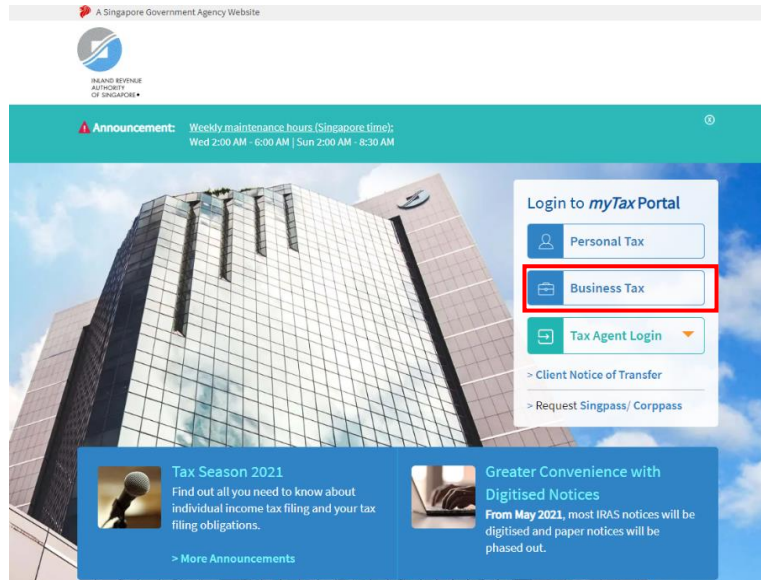 A Singapore Government Agency Website
INLAND REVENUE
AUTHORITY
OF SINGAPORE
Announcement: Weekly maintenance hours (Singapore time):
Wed 2:00 AM - 6:00 AM | Sun 2:00 AM - 8:30 AM
Login to myTax Portal
Personal Tax
Business Tax
Tax Agent Login
> Client Notice of Transfer
> Request Singpass/ Corppass
Tax Season 2021
Find out all you need to know about
individual income tax filing and your tax
filing obligations.
> More Announcements
Greater Convenience with
Digitised Notices
From May 2021, most IRAS notices will be
digitised and paper notices will be
phased out.